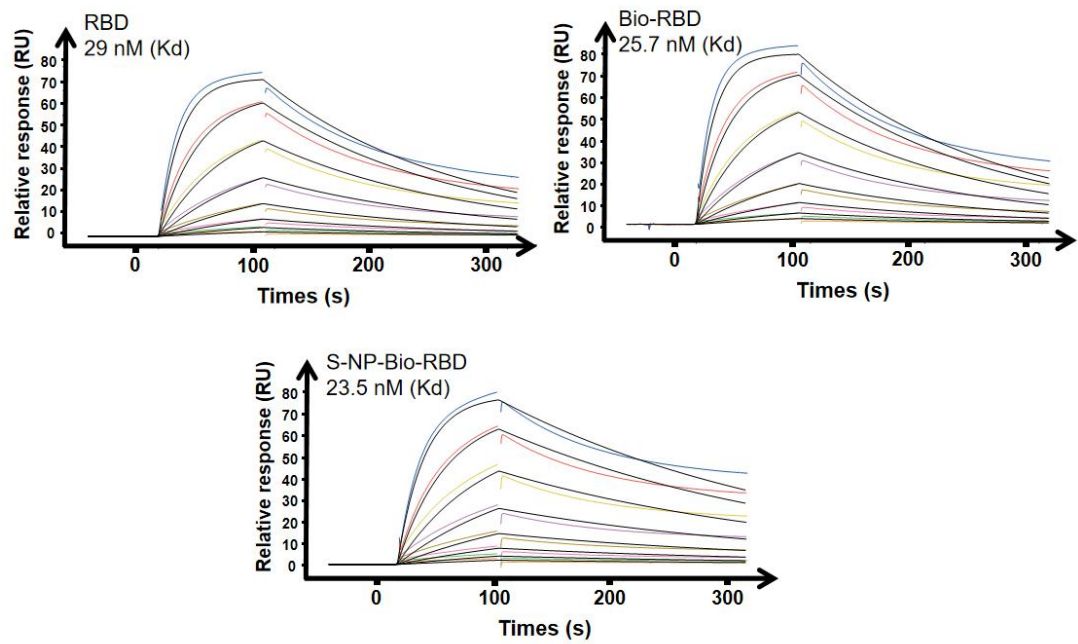 RBD
29 nM (Kd)
Relative response (RU)
80
70
60
50
40
30
20
10
0
0 100 200 300
Times (s)
Bio-RBD
25.7 nM (Kd)
Relative response (RU)
80
70
60
50
40
30
20
10
0
0 100 200 300
Times (s)
S-NP-Bio-RBD
23.5 nM (Kd)
Relative response (RU)
80
70
60
50
40
30
20
10
0
0 100 200 300
Times (s)